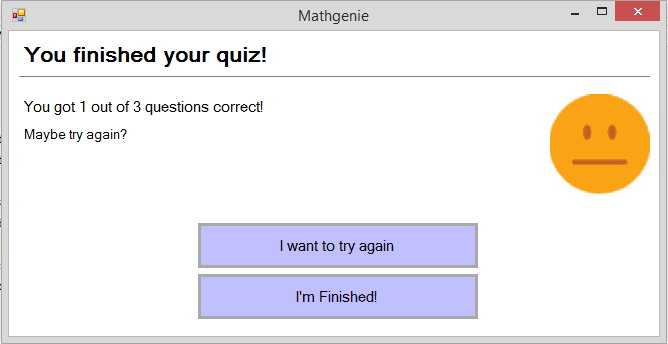 Mathgenie
You finished your quiz!
You got 1 out of 3 questions correct!
Maybe try again?
I want to try again
I'm Finished!